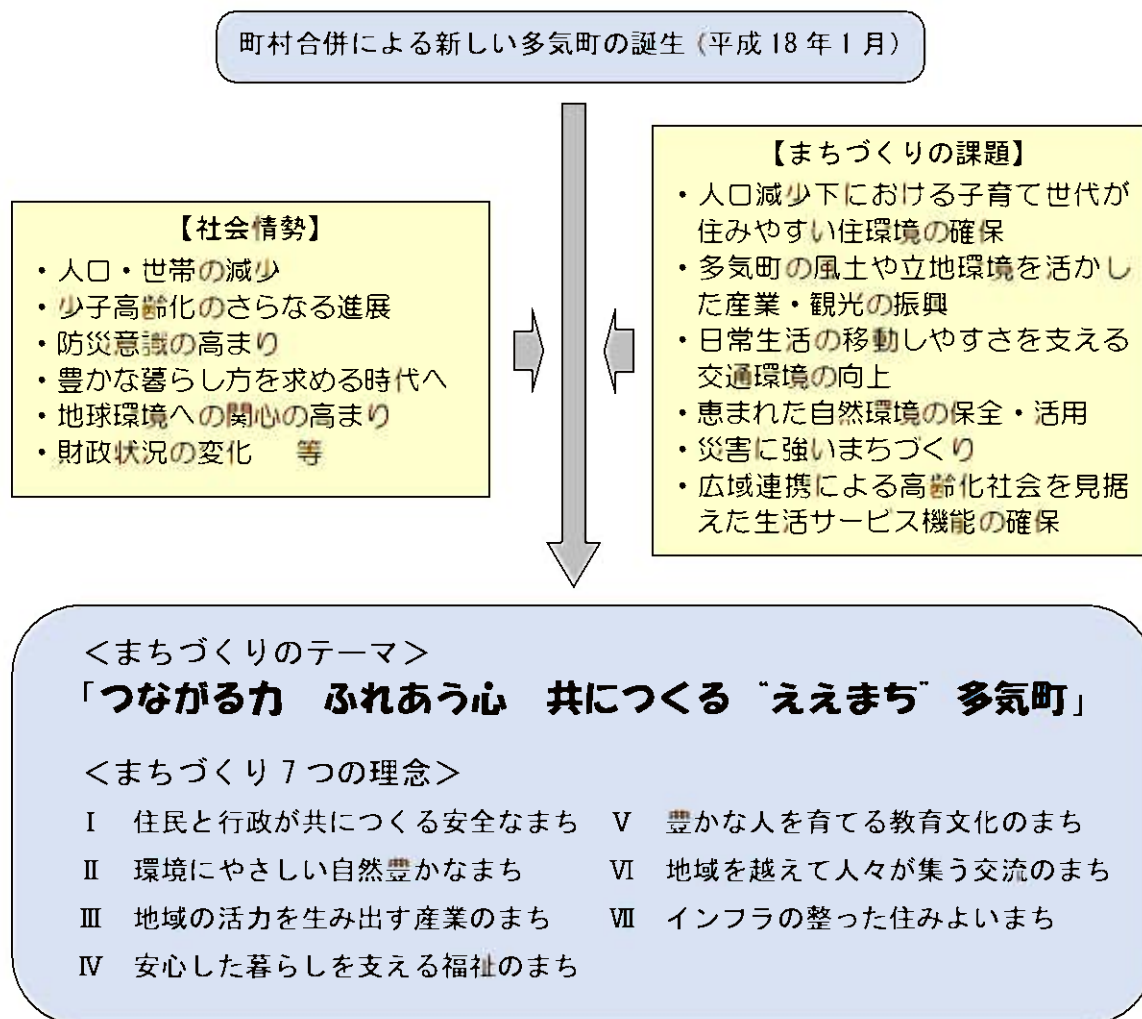 町村合併による新しい多気町の誕生（平成18年1月）
【社会情勢】
・人口・世帯の減少
・少子高齢化のさらなる進展
・防災意識の高まり
・豊かな暮らし方を求める時代へ
・地球環境への関心の高まり
・財政状況の変化　等
【まちづくりの課題】
・人口減少下における子育て世代が
住みやすい住環境の確保
・多気町の風土や立地環境を活かし
た産業・観光の振興
・日常生活の移動しやすさを支える
交通環境の向上
・恵まれた自然環境の保全・活用
・災害に強いまちづくり
・広域連携による高齢化社会を見据
えた生活サービス機能の確保
＜まちづくりのテーマ＞
「つながる力　ふれあう心　共につくる “ええまち” 多気町」
＜まちづくり7つの理念＞
Ⅰ　住民と行政が共につくる安全なまち
Ⅱ　環境にやさしい自然豊かなまち
Ⅲ　地域の活力を生み出す産業のまち
Ⅳ　安心した暮らしを支える福祉のまち
Ⅴ　豊かな人を育てる教育文化のまち
Ⅵ　地域を越えて人々が集う交流のまち
Ⅶ　インフラの整った住みよいまち